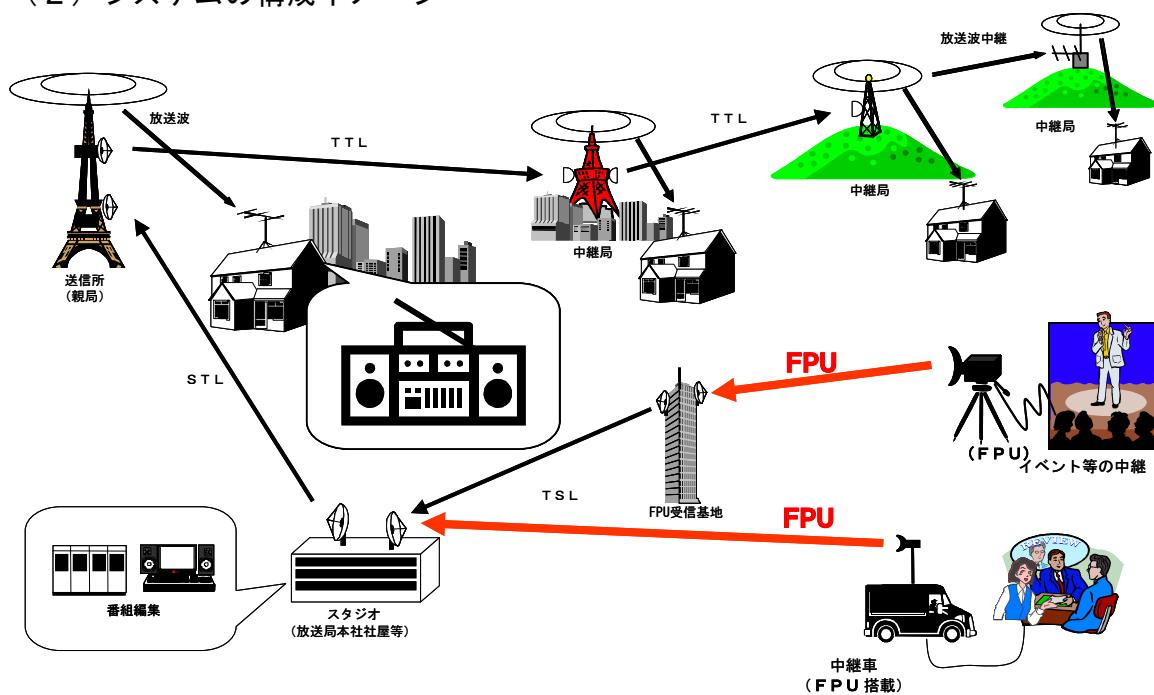 （２）システムの構成イメージ
放送波中継
放送波
ＴＴＬ
ＴＴＬ
中継局
中継局
中継局
送信所
（親局）
ＳＴＬ
FPU
（ＦＰＵ）
イベント等の中継
ＴＳＬ
FPU受信基地
FPU
REVIEW
番組編集
スタジオ
（放送局本社社屋等）
中継車
（ＦＰＵ搭載）